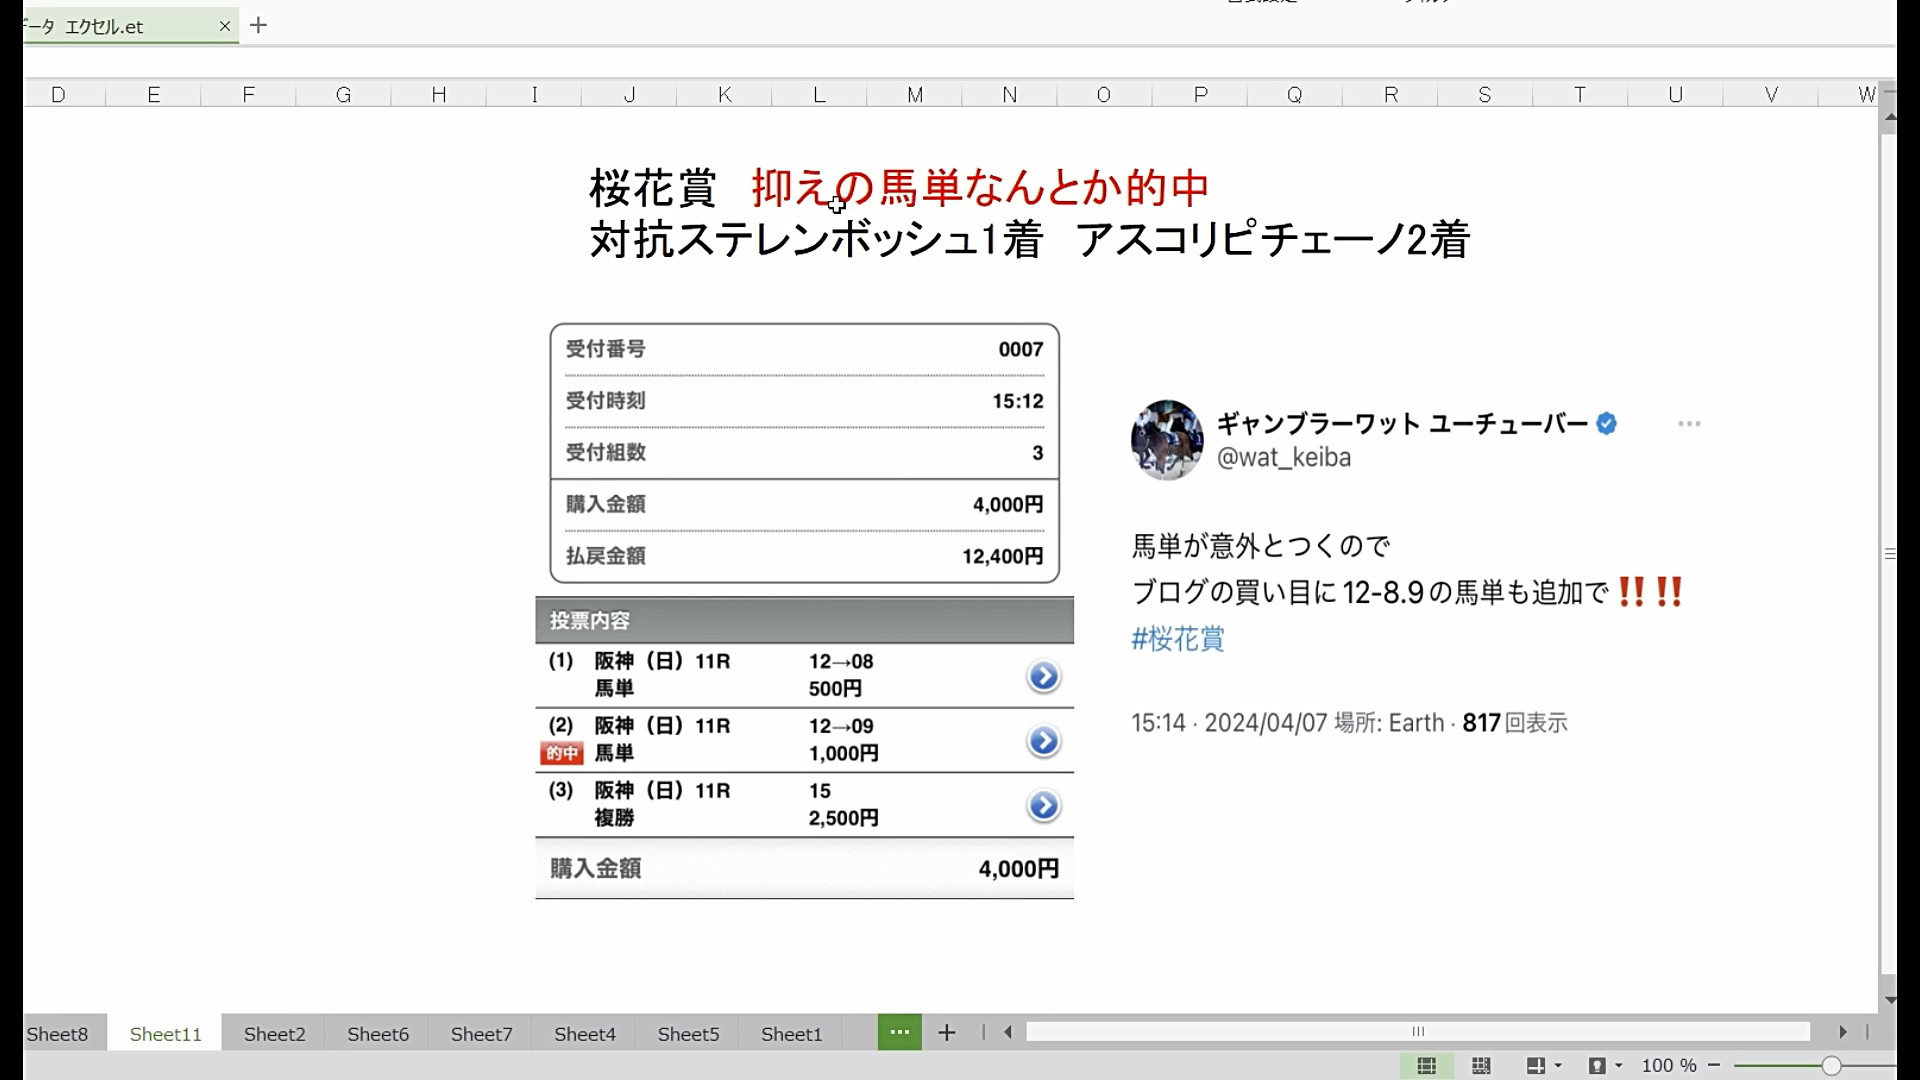 ータ エクセル.et × +
D E F G H I J K L M N O P Q R S T U V W
桜花賞 抑えの馬単なんとか的中
対抗ステレンボッシュ1着 アスコリピチェーノ2着
受付番号 0007
受付時刻 15:12
受付組数 3
購入金額 4,000円
払戻金額 12,400円
投票内容
(1) 阪神（日）11R 12→08
馬単 500円
(2) 阪神（日）11R 12→09
的中 馬単 1,000円
(3) 阪神（日）11R 15
複勝 2,500円
購入金額 4,000円
ギャンブラーワット ユーチューバー
@wat_keiba
馬単が意外とつくので
ブログの買い目に12-8.9の馬単も追加で‼️‼️
#桜花賞
15:14 · 2024/04/07 場所: Earth · 817回表示
Sheet8 Sheet11 Sheet2 Sheet6 Sheet7 Sheet4 Sheet5 Sheet1 ... +
100 %